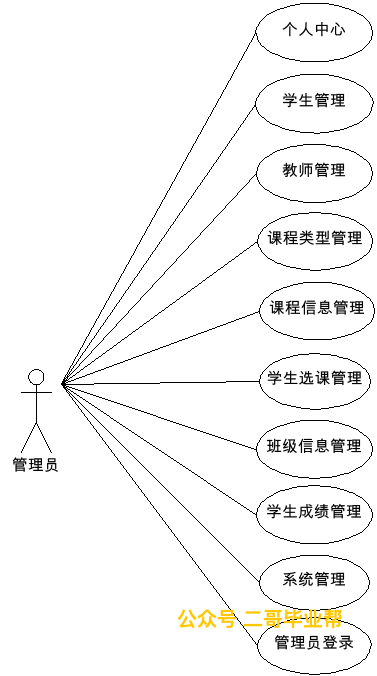 个人中心
学生管理
教师管理
课程类型管理
课程信息管理
学生选课管理
管理员
班级信息管理
学生成绩管理
系统管理
公众号 二哥毕业帮
管理员登录